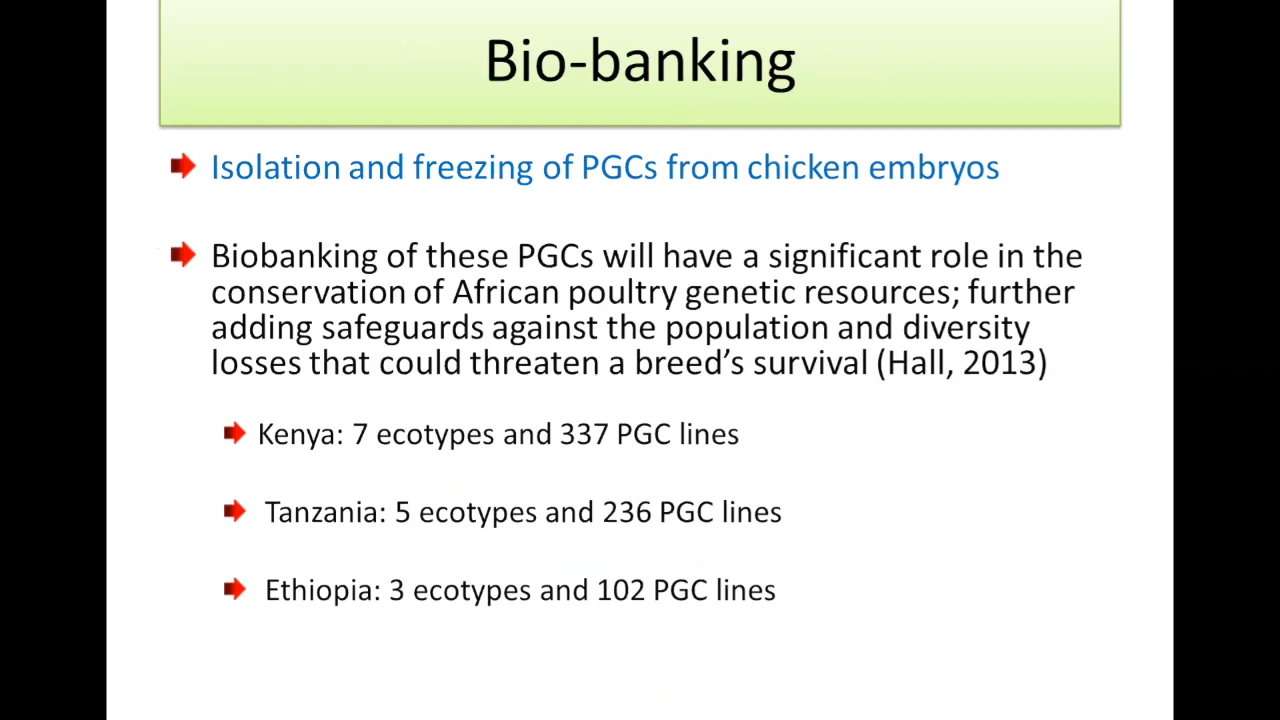 Bio-banking
Isolation and freezing of PGCs from chicken embryos
Biobanking of these PGCs will have a significant role in the
conservation of African poultry genetic resources; further
adding safeguards against the population and diversity
losses that could threaten a breed’s survival (Hall, 2013)
Kenya: 7 ecotypes and 337 PGC lines
Tanzania: 5 ecotypes and 236 PGC lines
Ethiopia: 3 ecotypes and 102 PGC lines